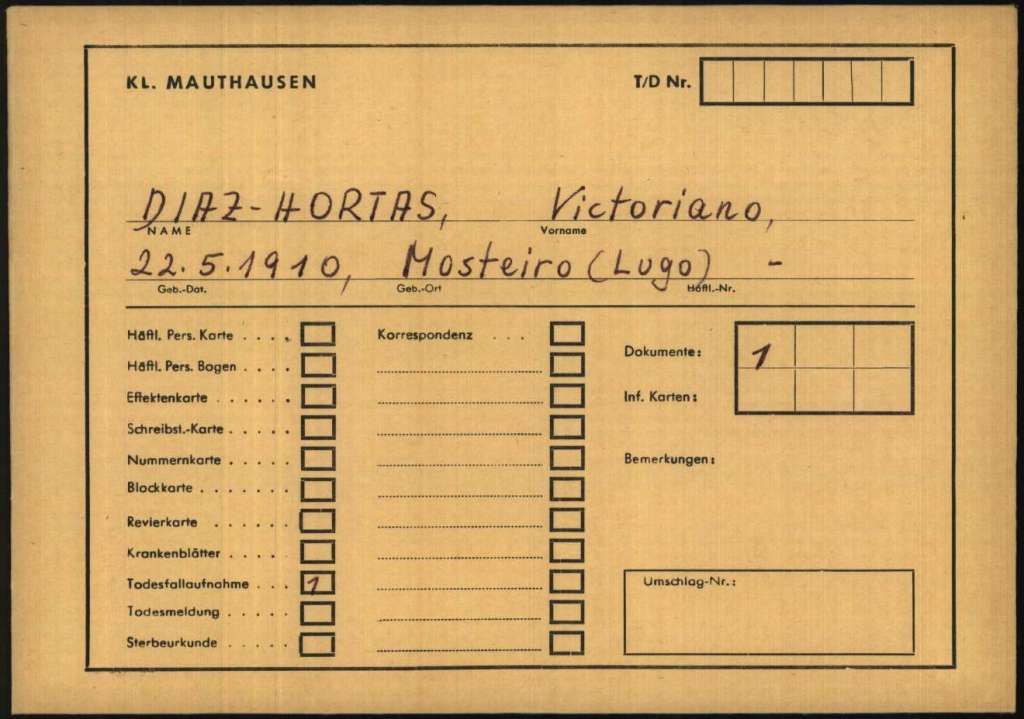 KL. MAUTHAUSEN T/D Nr.
DIAZ-HORTAS, Victoriano,
NAME Vorname
22.5.1910, Mosteiro (Lugo) -
Geb.-Dat. Geb.-Ort Häftl.-Nr.
Häftl. Pers. Karte . . . . Korrespondenz . . .
Dokumente: 1
Häftl. Pers. Bogen . . . .
Effektenkarte . . . . . Inf. Karten:
Schreibst.-Karte . . . . .
Nummernkarte . . . . . Bemerkungen:
Blockkarte . . . . . . .
Revierkarte . . . . . .
Krankenblätter . . . .
Todesfallaufnahme . . . 1 Umschlag-Nr.:
Todesmeldung . . . . .
Sterbeurkunde . . . . .